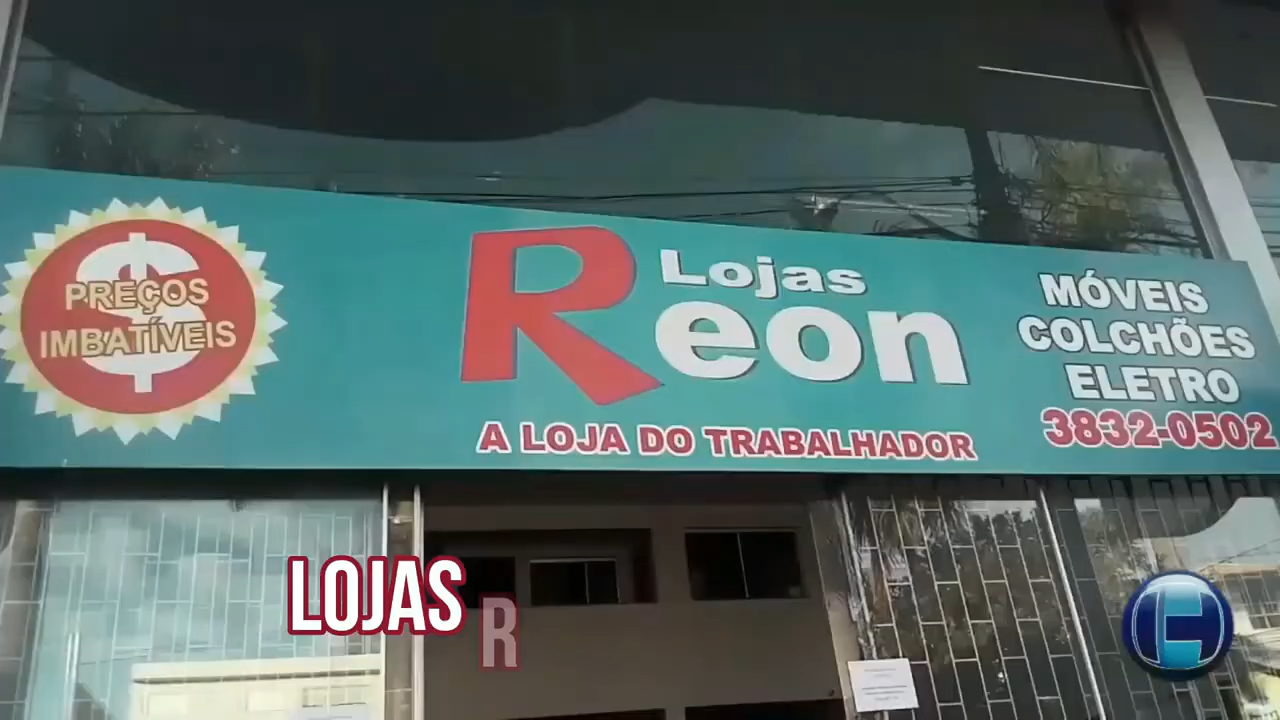 PREÇOS
IMBATÍVEIS
Lojas
Reon
A LOJA DO TRABALHADOR
MÓVEIS
COLCHÕES
ELETRO
3832-0502
LOJAS R